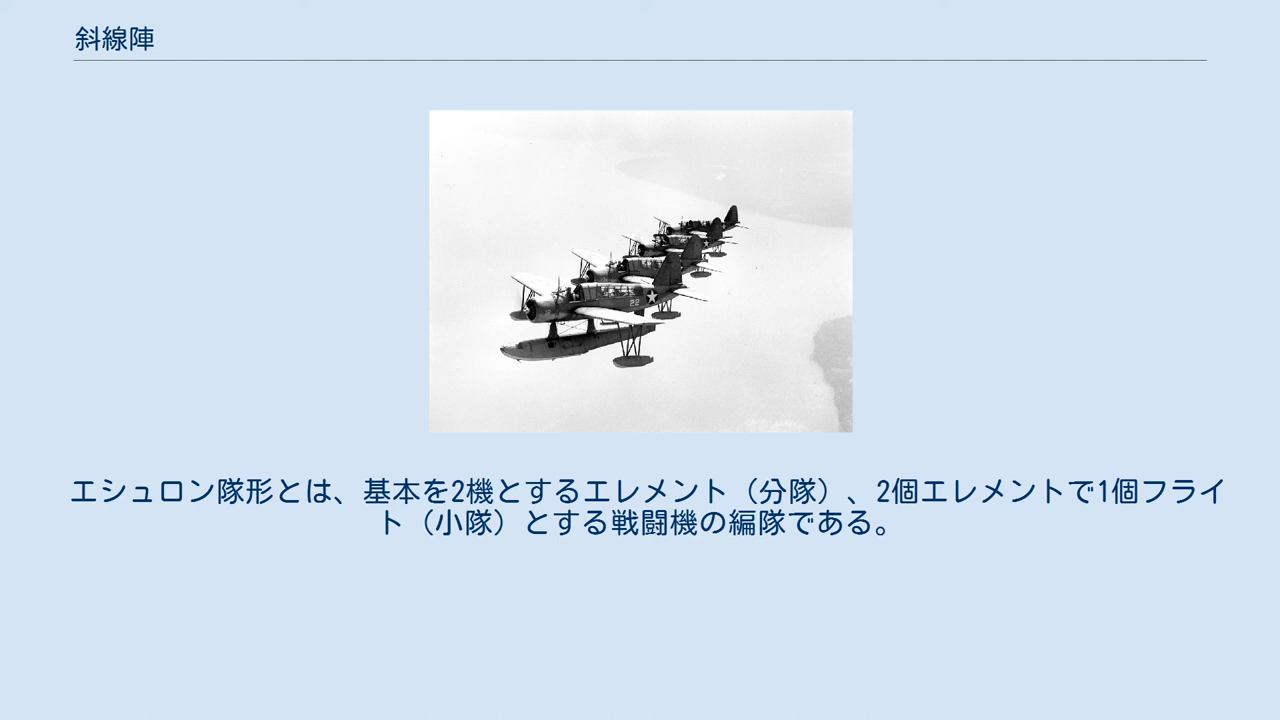 斜線陣
22
エシュロン隊形とは、基本を2機とするエレメント（分隊）、2個エレメントで1個フライ
ト（小隊）とする戦闘機の編隊である。